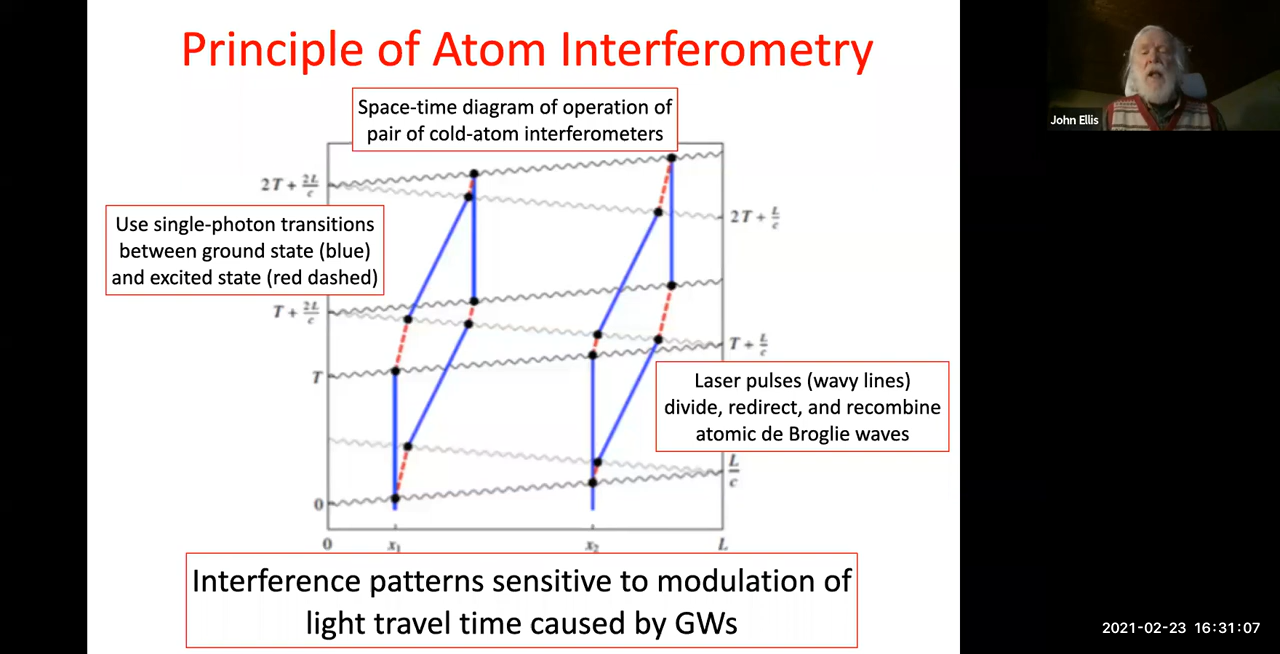 Principle of Atom Interferometry
John Ellis
Space-time diagram of operation of
pair of cold-atom interferometers
2T + 2L/c
2T + L/c
Use single-photon transitions
between ground state (blue)
and excited state (red dashed)
T + 2L/c
T + L/c
T
Laser pulses (wavy lines)
divide, redirect, and recombine
atomic de Broglie waves
L/c
0
0 x₁ x₂ L
Interference patterns sensitive to modulation of
light travel time caused by GWs
2021-02-23 16:31:07